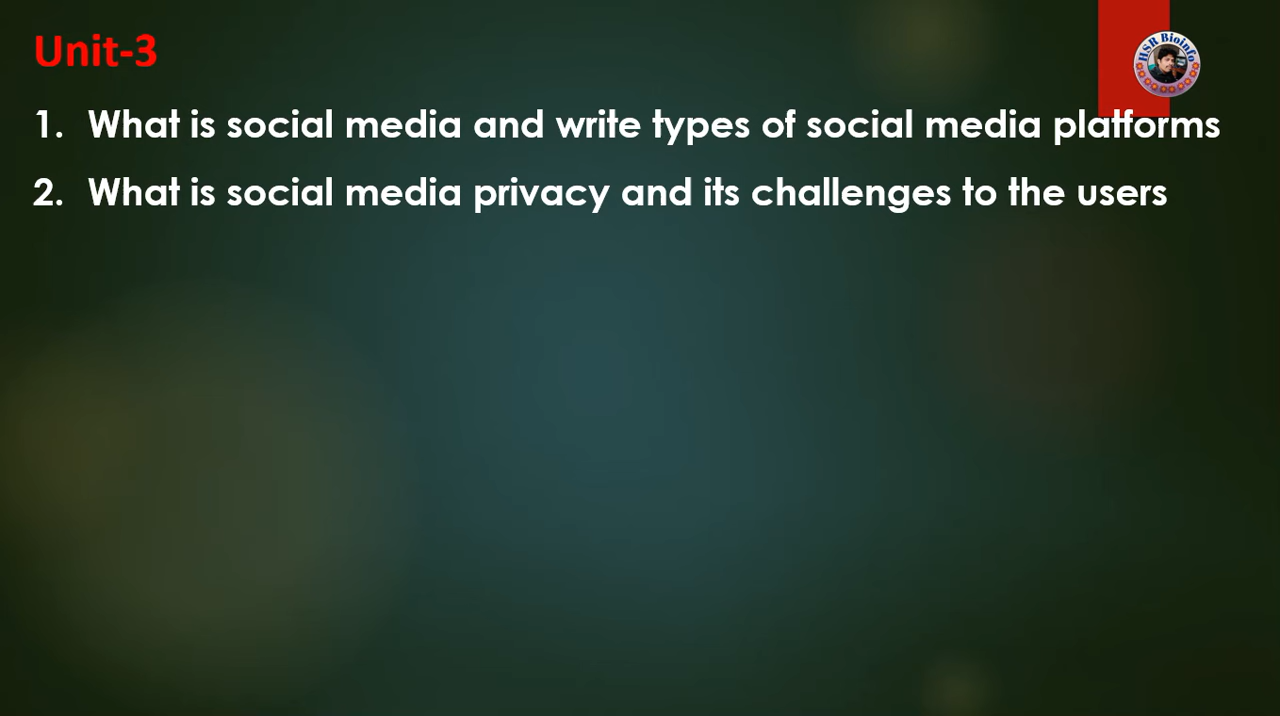 Unit-3
HSR Bioinfo
1. What is social media and write types of social media platforms
2. What is social media privacy and its challenges to the users